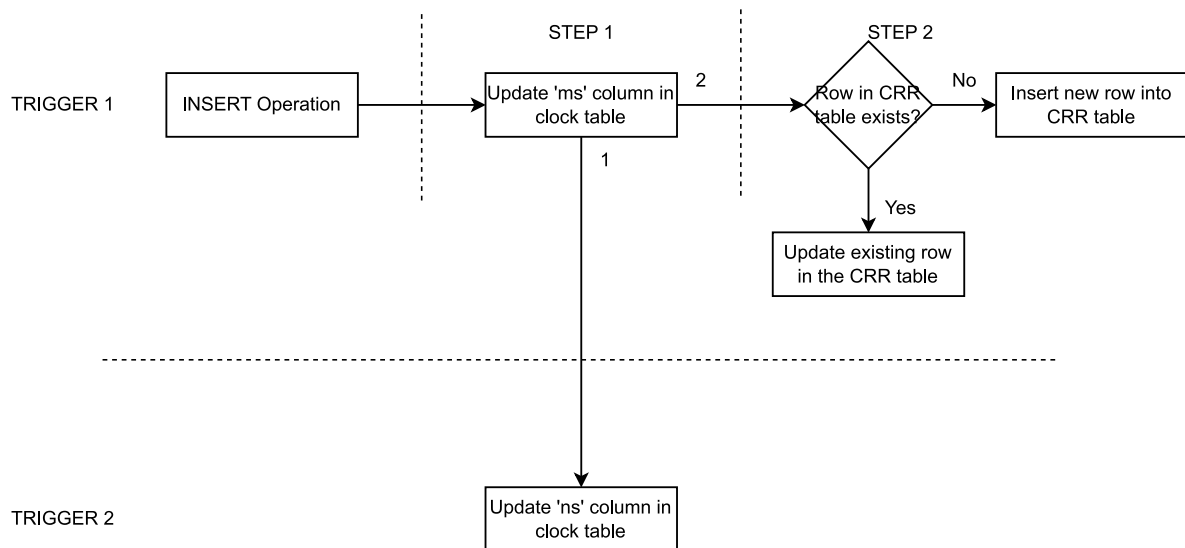 STEP 1
STEP 2
TRIGGER 1
INSERT Operation
Update 'ms' column in
clock table
2
Row in CRR
table exists?
No
Insert new row into
CRR table
1
Yes
Update existing row
in the CRR table
TRIGGER 2
Update 'ns' column in
clock table